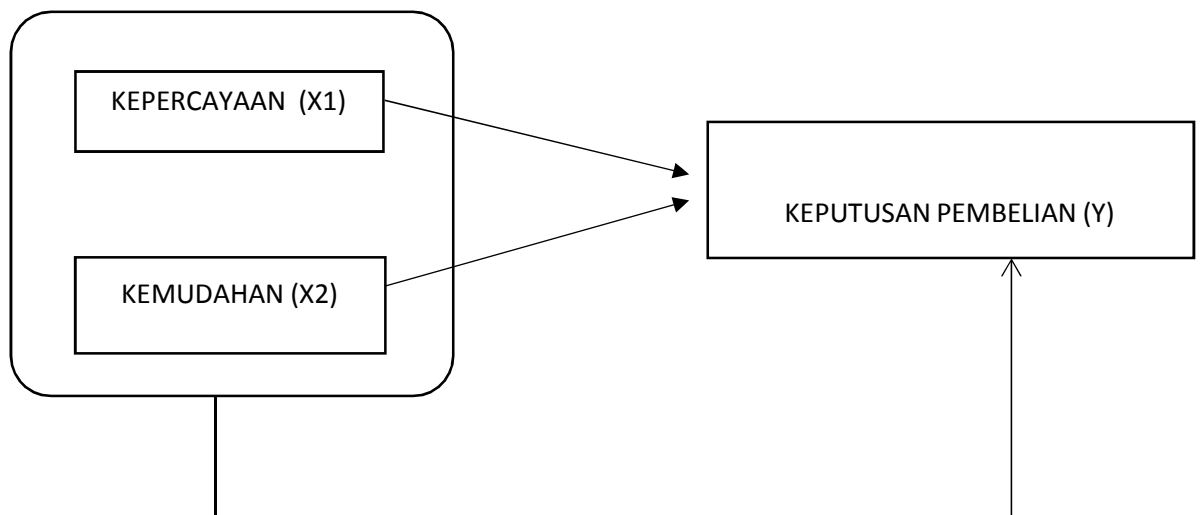 KEPERCAYAAN (X1)
KEPUTUSAN PEMBELIAN (Y)
KEMUDAHAN (X2)